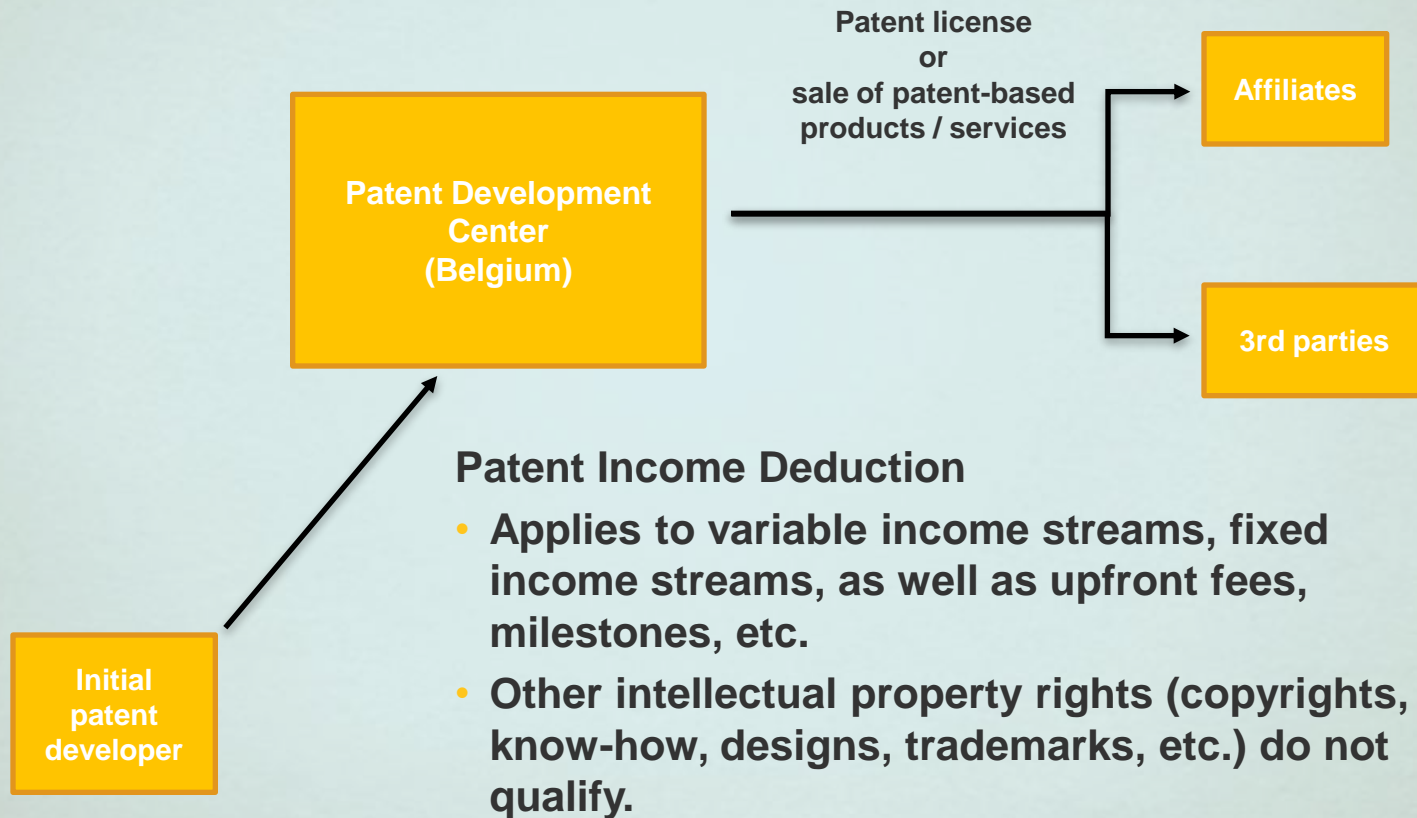 Patent license
or
sale of patent-based
products / services
Affiliates
Patent Development
Center
(Belgium)
3rd parties
Patent Income Deduction
• Applies to variable income streams, fixed
income streams, as well as upfront fees,
milestones, etc.
• Other intellectual property rights (copyrights,
know-how, designs, trademarks, etc.) do not
qualify.
Initial
patent
developer